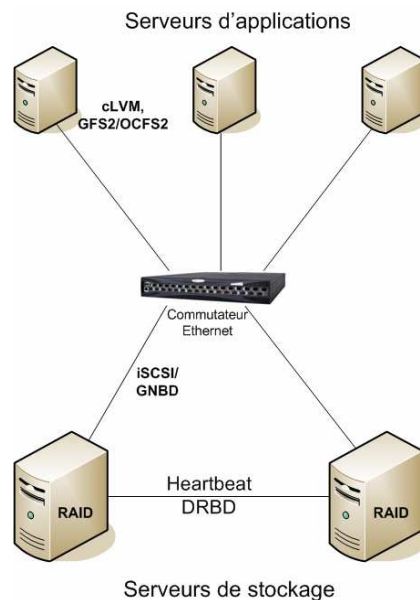 Serveurs d'applications
cLVM,
GFS2/OCFS2
Commutateur
Ethernet
iSCSI/
GNBD
Heartbeat
DRBD
RAID
RAID
Serveurs de stockage